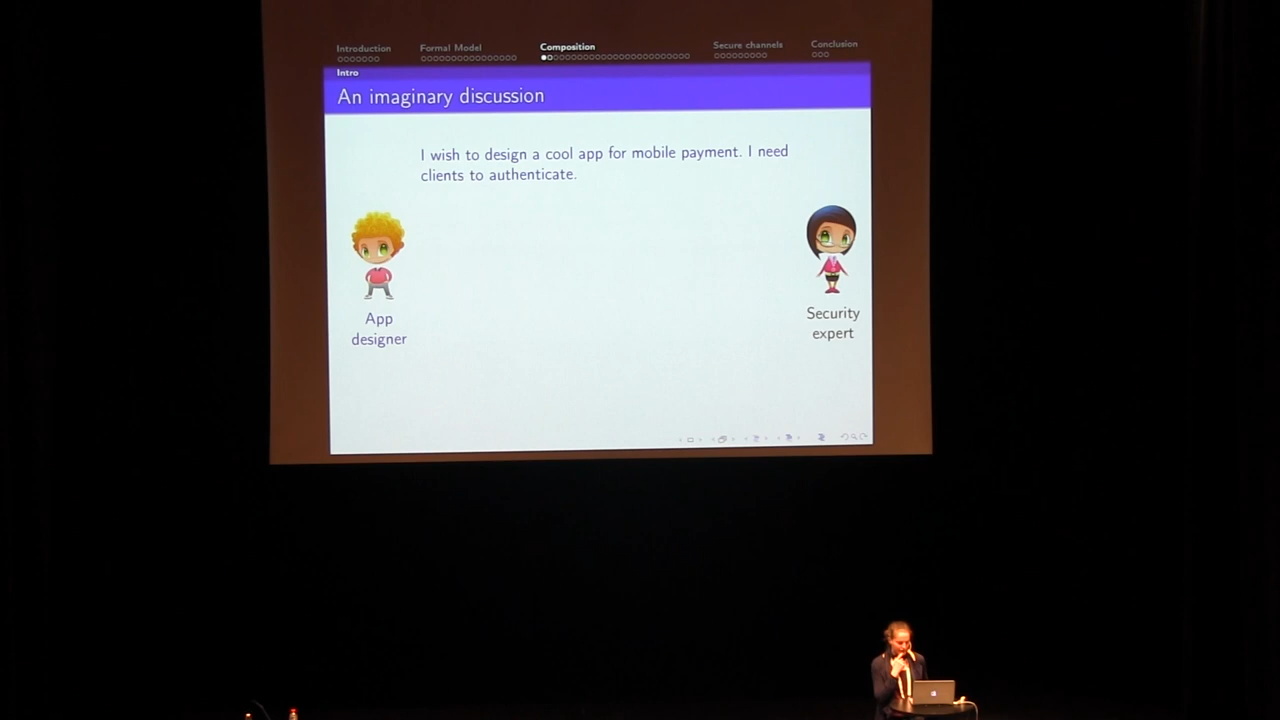 Introduction
Formal Model
Composition
Secure channels
Conclusion
Intro
An imaginary discussion
I wish to design a cool app for mobile payment. I need
clients to authenticate.
App
designer
Security
expert